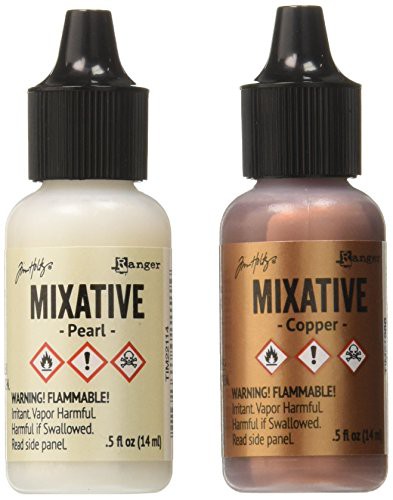 Tim Holtz® Ranger
MIXATIVE
- Pearl -
WARNING! FLAMMABLE!
Irritant. Vapor Harmful.
Harmful if Swallowed.
Read side panel.
.5 fl oz (14 ml)
TIM22114
Tim Holtz® Ranger
MIXATIVE
- Copper -
WARNING! FLAMMABLE!
Irritant. Vapor Harmful.
Harmful if Swallowed.
Read side panel.
.5 fl oz (14 ml)